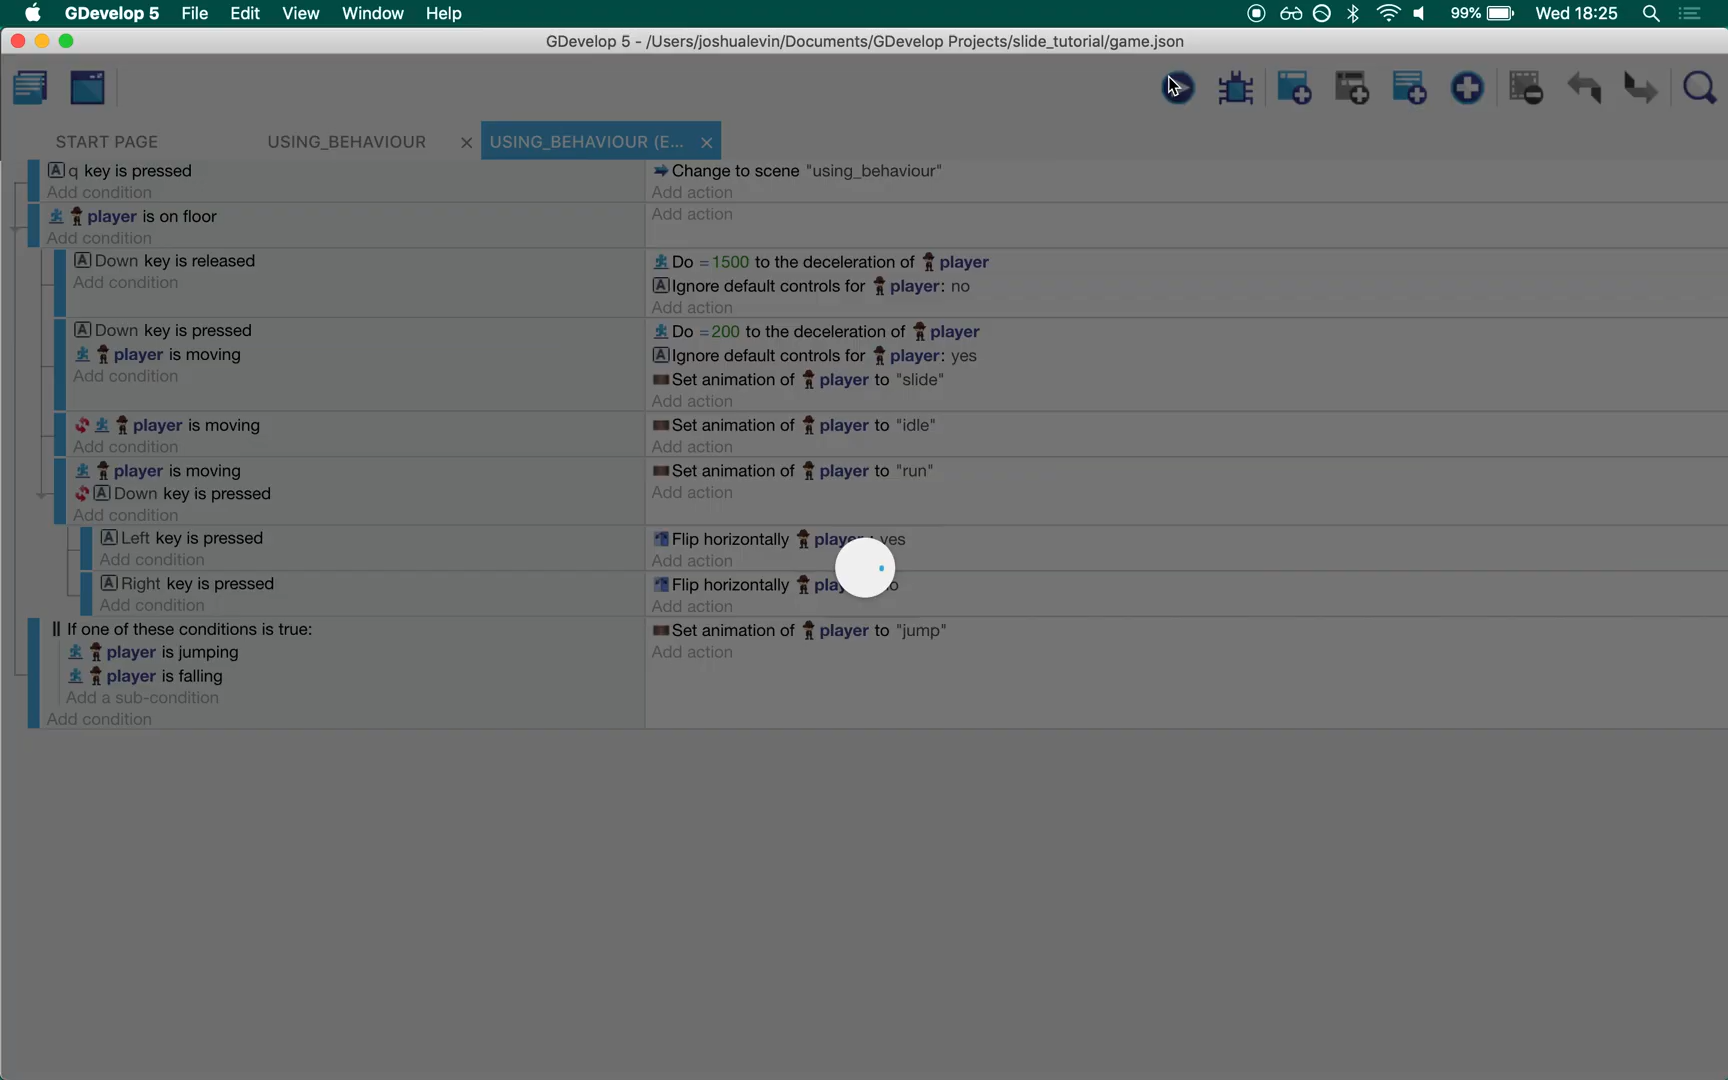 GDevelop 5 File Edit View Window Help 99% Wed 18:25
GDevelop 5 - /Users/joshualevin/Documents/GDevelop Projects/slide_tutorial/game.json
START PAGE USING_BEHAVIOUR USING_BEHAVIOUR (E...
q key is pressed Change to scene "using_behaviour"
Add condition Add action
player is on floor Add action
Add condition
Down key is released Do =1500 to the deceleration of player
Add condition Ignore default controls for player: no
Add action
Down key is pressed Do =200 to the deceleration of player
player is moving Ignore default controls for player: yes
Add condition Set animation of player to "slide"
Add action
player is moving Set animation of player to "idle"
Add condition Add action
player is moving Set animation of player to "run"
Down key is pressed Add action
Add condition
Left key is pressed Flip horizontally player : yes
Add condition Add action
Right key is pressed Flip horizontally
Add condition Add action
If one of these conditions is true: Set animation of player to "jump"
player is jumping Add action
player is falling
Add a sub-condition
Add condition